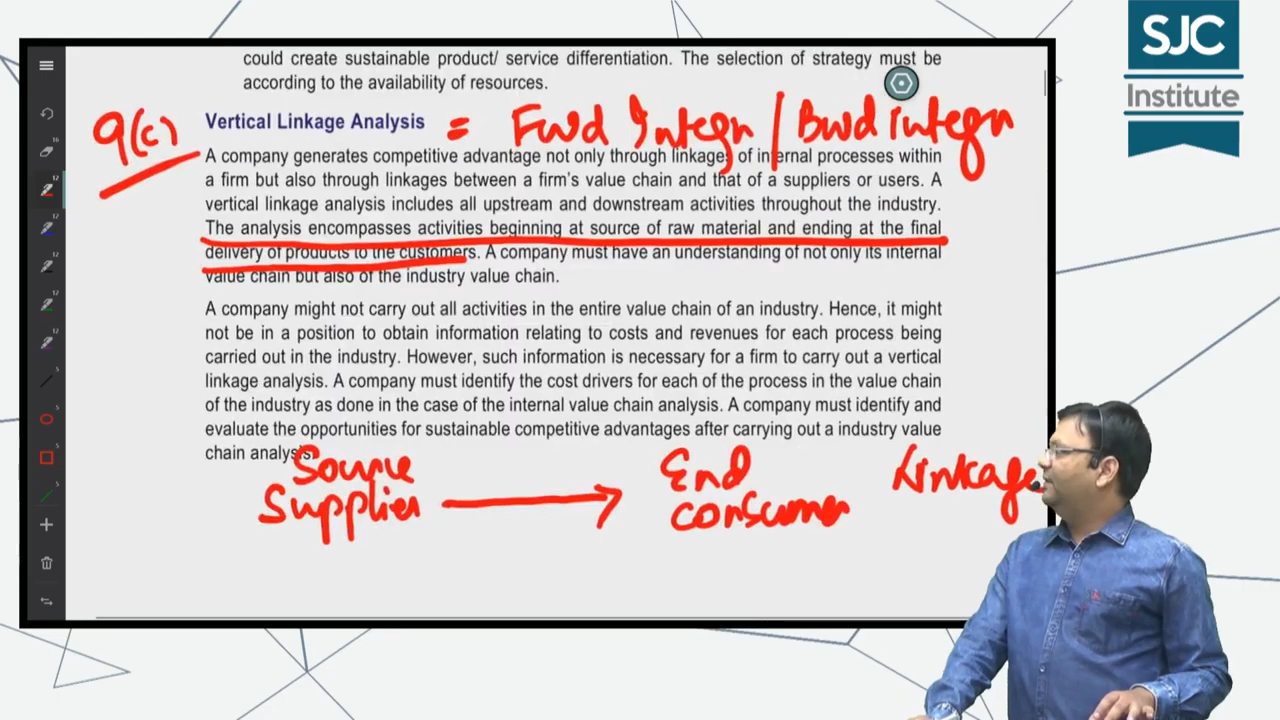 SJC
Institute
could create sustainable product/ service differentiation. The selection of strategy must be
according to the availability of resources.
9(c) Vertical Linkage Analysis = Fwd Integn / Bwd integn
A company generates competitive advantage not only through linkages of internal processes within
a firm but also through linkages between a firm's value chain and that of a suppliers or users. A
vertical linkage analysis includes all upstream and downstream activities throughout the industry.
The analysis encompasses activities beginning at source of raw material and ending at the final
delivery of products to the customers. A company must have an understanding of not only its internal
value chain but also of the industry value chain.
A company might not carry out all activities in the entire value chain of an industry. Hence, it might
not be in a position to obtain information relating to costs and revenues for each process being
carried out in the industry. However, such information is necessary for a firm to carry out a vertical
linkage analysis. A company must identify the cost drivers for each of the process in the value chain
of the industry as done in the case of the internal value chain analysis. A company must identify and
evaluate the opportunities for sustainable competitive advantages after carrying out a industry value
chain analysis.
Source End Linkage
Supplier consumer